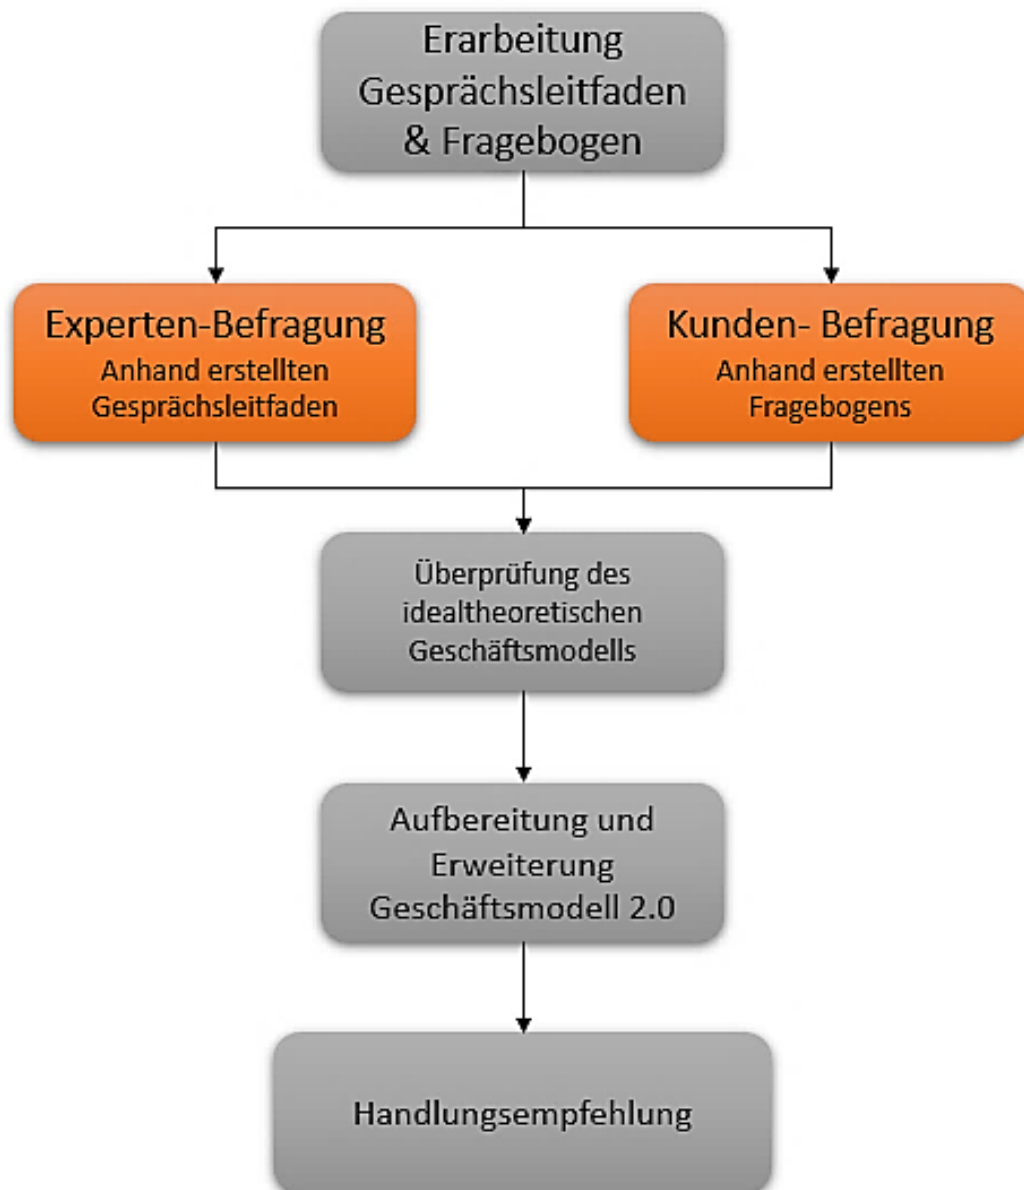 Erarbeitung
Gesprächsleitfaden
& Fragebogen
Experten-Befragung
Anhand erstellten
Gesprächsleitfaden
Kunden- Befragung
Anhand erstellten
Fragebogens
Überprüfung des
idealtheoretischen
Geschäftsmodells
Aufbereitung und
Erweiterung
Geschäftsmodell 2.0
Handlungsempfehlung